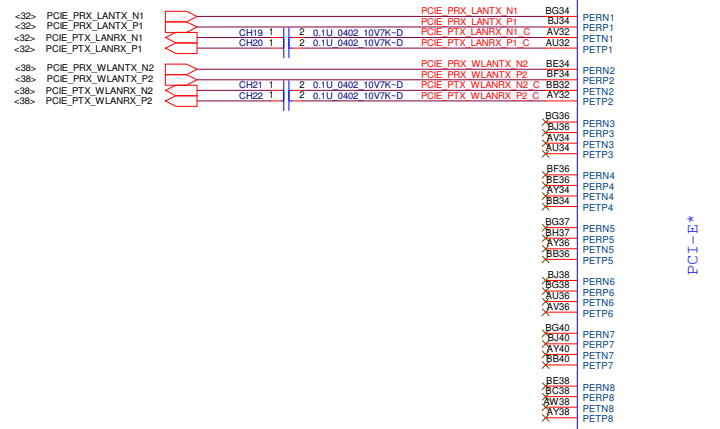 <32> PCIE_PRX_LANTX_N1 PCIE_PRX_LANTX_N1 BG34 PERN1
<32> PCIE_PRX_LANTX_P1 PCIE_PRX_LANTX_P1 BJ34 PERP1
<32> PCIE_PTX_LANRX_N1 CH19 1 2 0.1U_0402_10V7K~D PCIE_PTX_LANRX_N1_C AV32 PETN1
<32> PCIE_PTX_LANRX_P1 CH20 1 2 0.1U_0402_10V7K~D PCIE_PTX_LANRX_P1_C AU32 PETP1
<38> PCIE_PRX_WLANTX_N2 PCIE_PRX_WLANTX_N2 BE34 PERN2
<38> PCIE_PRX_WLANTX_P2 PCIE_PRX_WLANTX_P2 BF34 PERP2
<38> PCIE_PTX_WLANRX_N2 CH21 1 2 0.1U_0402_10V7K~D PCIE_PTX_WLANRX_N2_C BB32 PETN2
<38> PCIE_PTX_WLANRX_P2 CH22 1 2 0.1U_0402_10V7K~D PCIE_PTX_WLANRX_P2_C AY32 PETP2
BG36 PERN3
BJ36 PERP3
AV34 PETN3
AU34 PETP3
BF36 PERN4
BE36 PERP4
AY34 PETN4
BB34 PETP4
BG37 PERN5
BH37 PERP5
AY36 PETN5
BB36 PETP5
BJ38 PERN6
BG38 PERP6
AU36 PETN6
AV36 PETP6
BG40 PERN7
BJ40 PERP7
AY40 PETN7
BB40 PETP7
BE38 PERN8
BC38 PERP8
AW38 PETN8
AY38 PETP8
PCI-E*